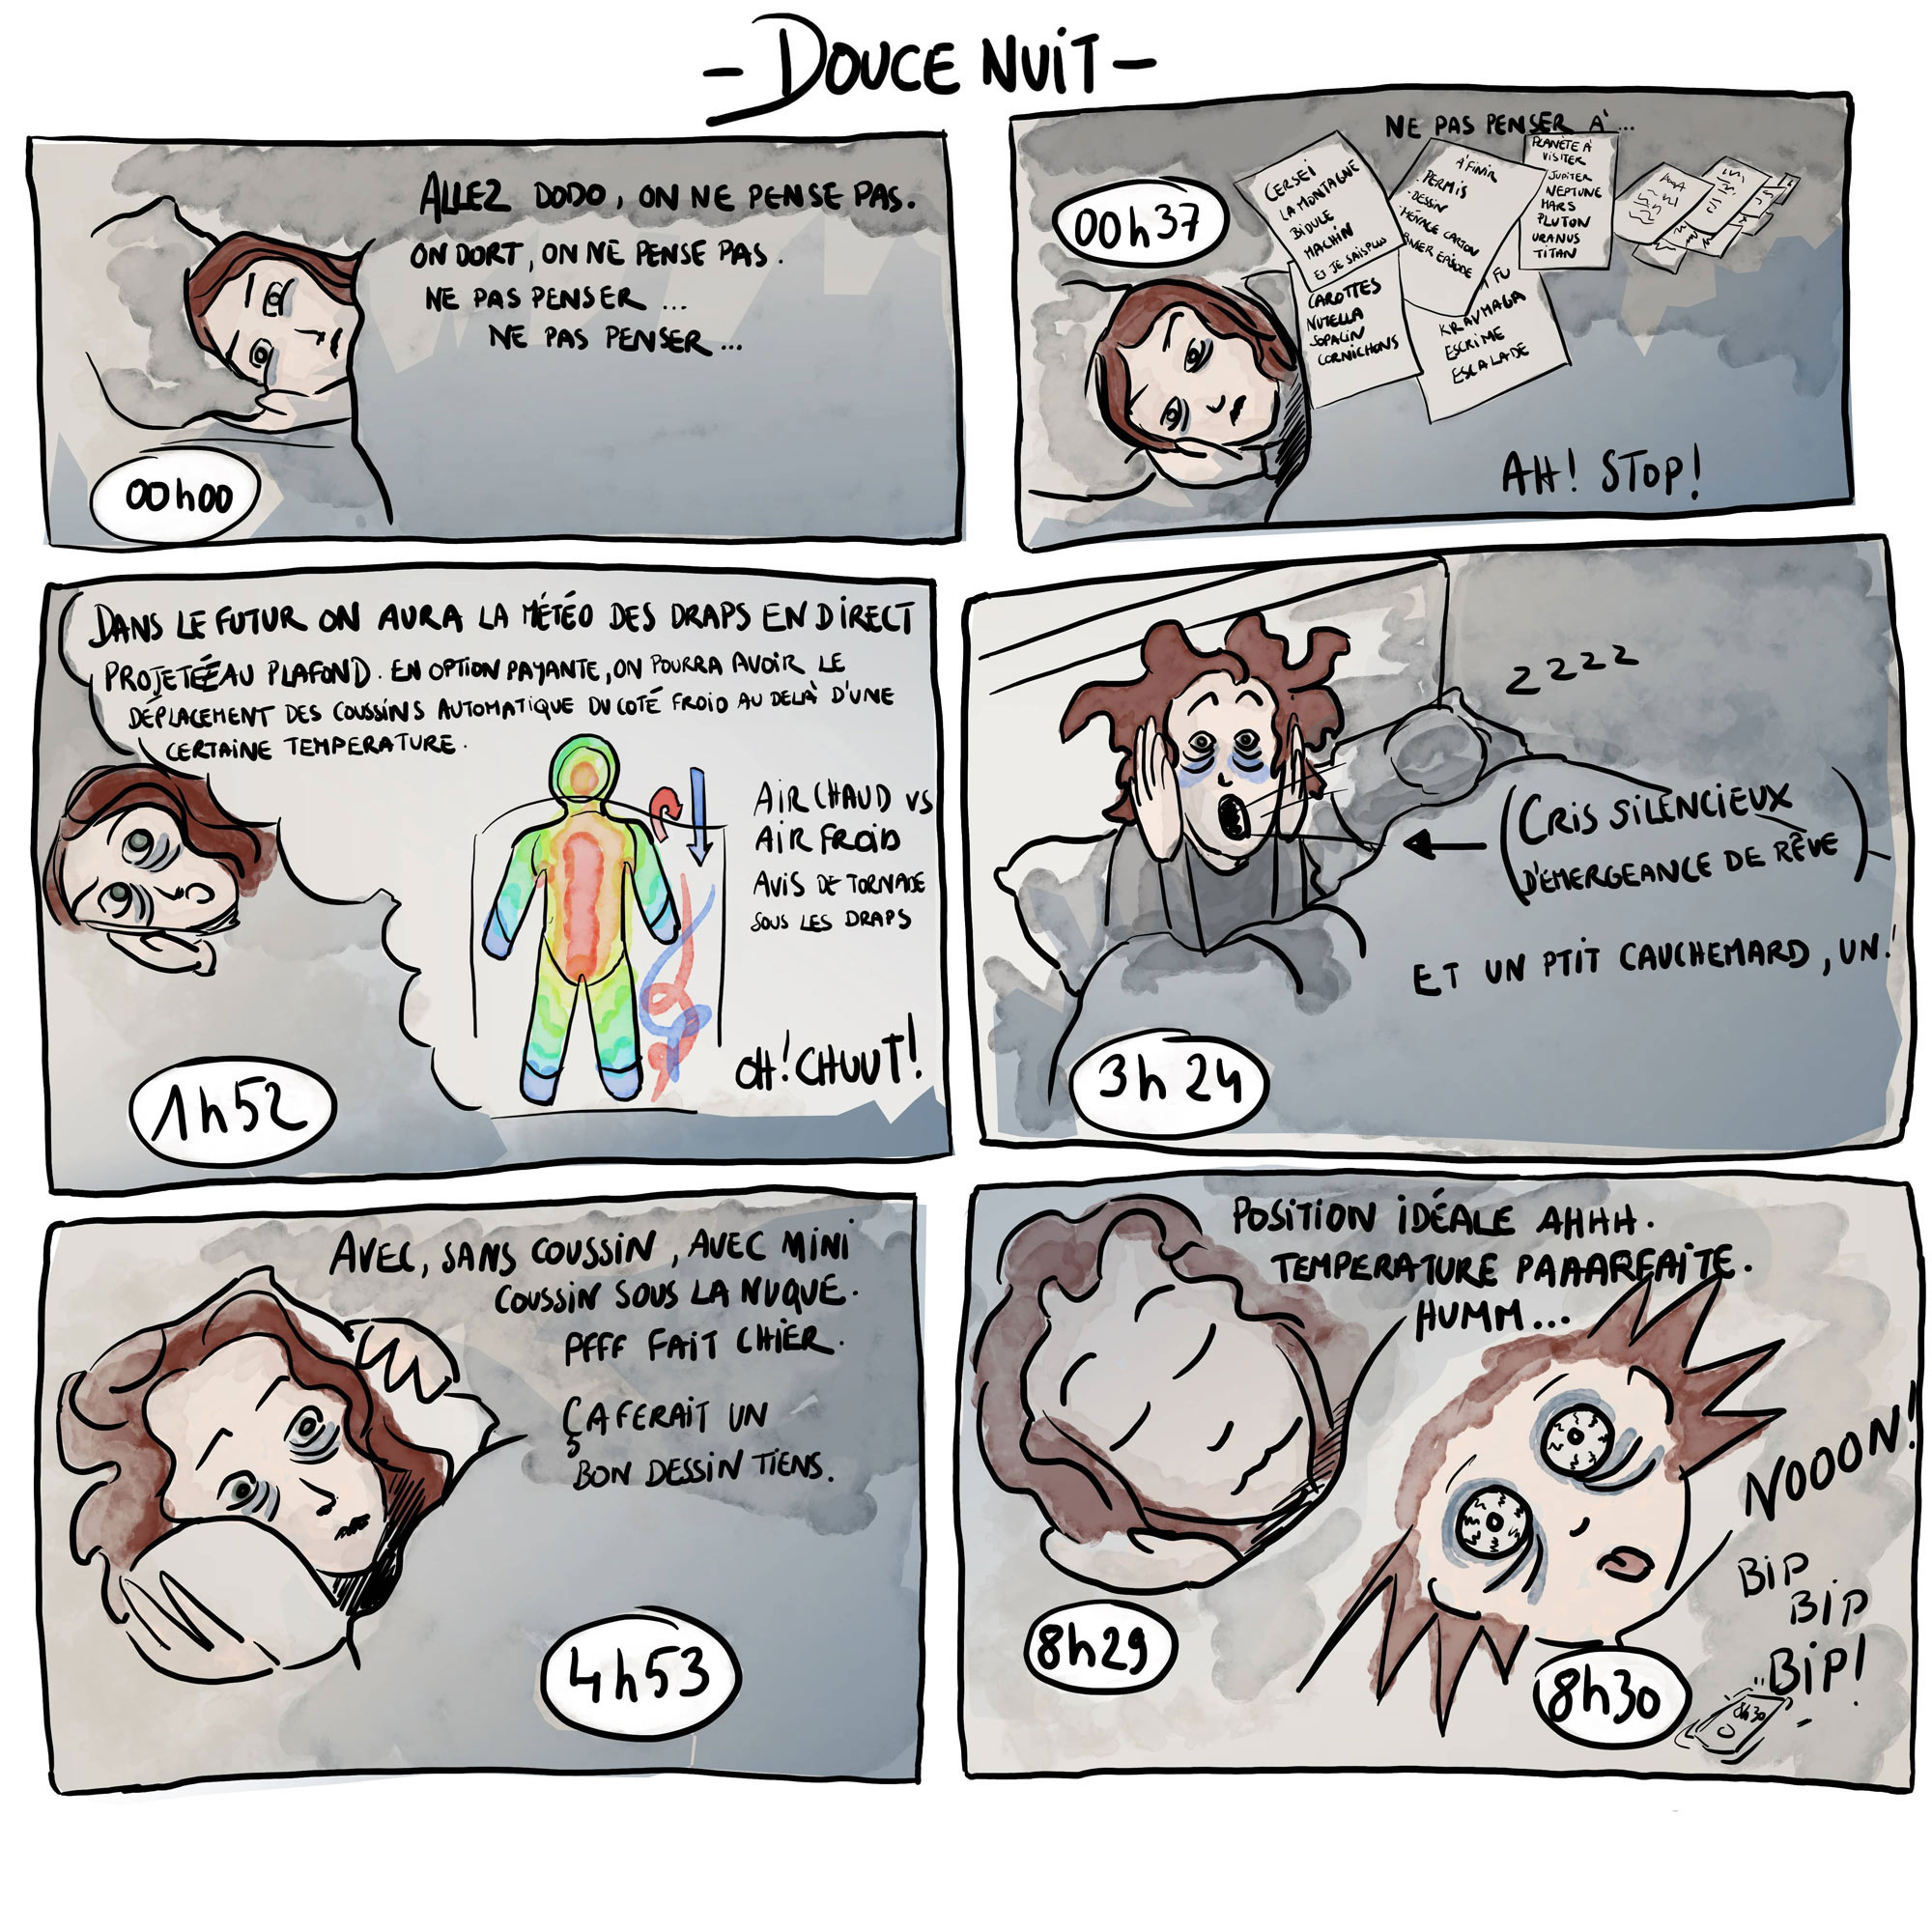 - DOUCE NUIT -
ALLEZ DODO, ON NE PENSE PAS.
ON DORT, ON NE PENSE PAS.
NE PAS PENSER ...
NE PAS PENSER ...
00h00
NE PAS PENSER À ...
00h37
CERSEI
LA MONTAGNE
BIDULE
MACHIN
ET JE SAIS PLUS
À FINIR
-PERMIS
-DESSIN
-MÉNAGE CARTON
ÉPISODE
PLANÈTE À
VISITER
JUPITER
NEPTUNE
MARS
PLUTON
URANUS
TITAN
CAROTTES
NUTELLA
SOPALIN
CORNICHONS
FU
KRAVMAGA
ESCRIME
ESCALADE
AH! STOP!
DANS LE FUTUR ON AURA LA MÉTÉO DES DRAPS EN DIRECT
PROJETÉE AU PLAFOND. EN OPTION PAYANTE, ON POURRA AVOIR LE
DÉPLACEMENT DES COUSSINS AUTOMATIQUE DU COTÉ FROID AU DELÀ D'UNE
CERTAINE TEMPERATURE.
AIR CHAUD VS
AIR FROID
AVIS DE TORNADE
SOUS LES DRAPS
OH! CHUUT!
1h52
ZZZZ
(CRIS SILENCIEUX
D'ÉMERGEANCE DE RÊVE)
ET UN PTIT CAUCHEMARD, UN!
3h24
AVEC, SANS COUSSIN, AVEC MINI
COUSSIN SOUS LA NUQUE.
PFFF FAIT CHIER.
ÇA FERAIT UN
BON DESSIN TIENS.
4h53
POSITION IDÉALE AHHH.
TEMPERATURE PAAARFAITE.
HUMM...
8h29
NOOON!
BIP
BIP
BIP!
8h30
8h30